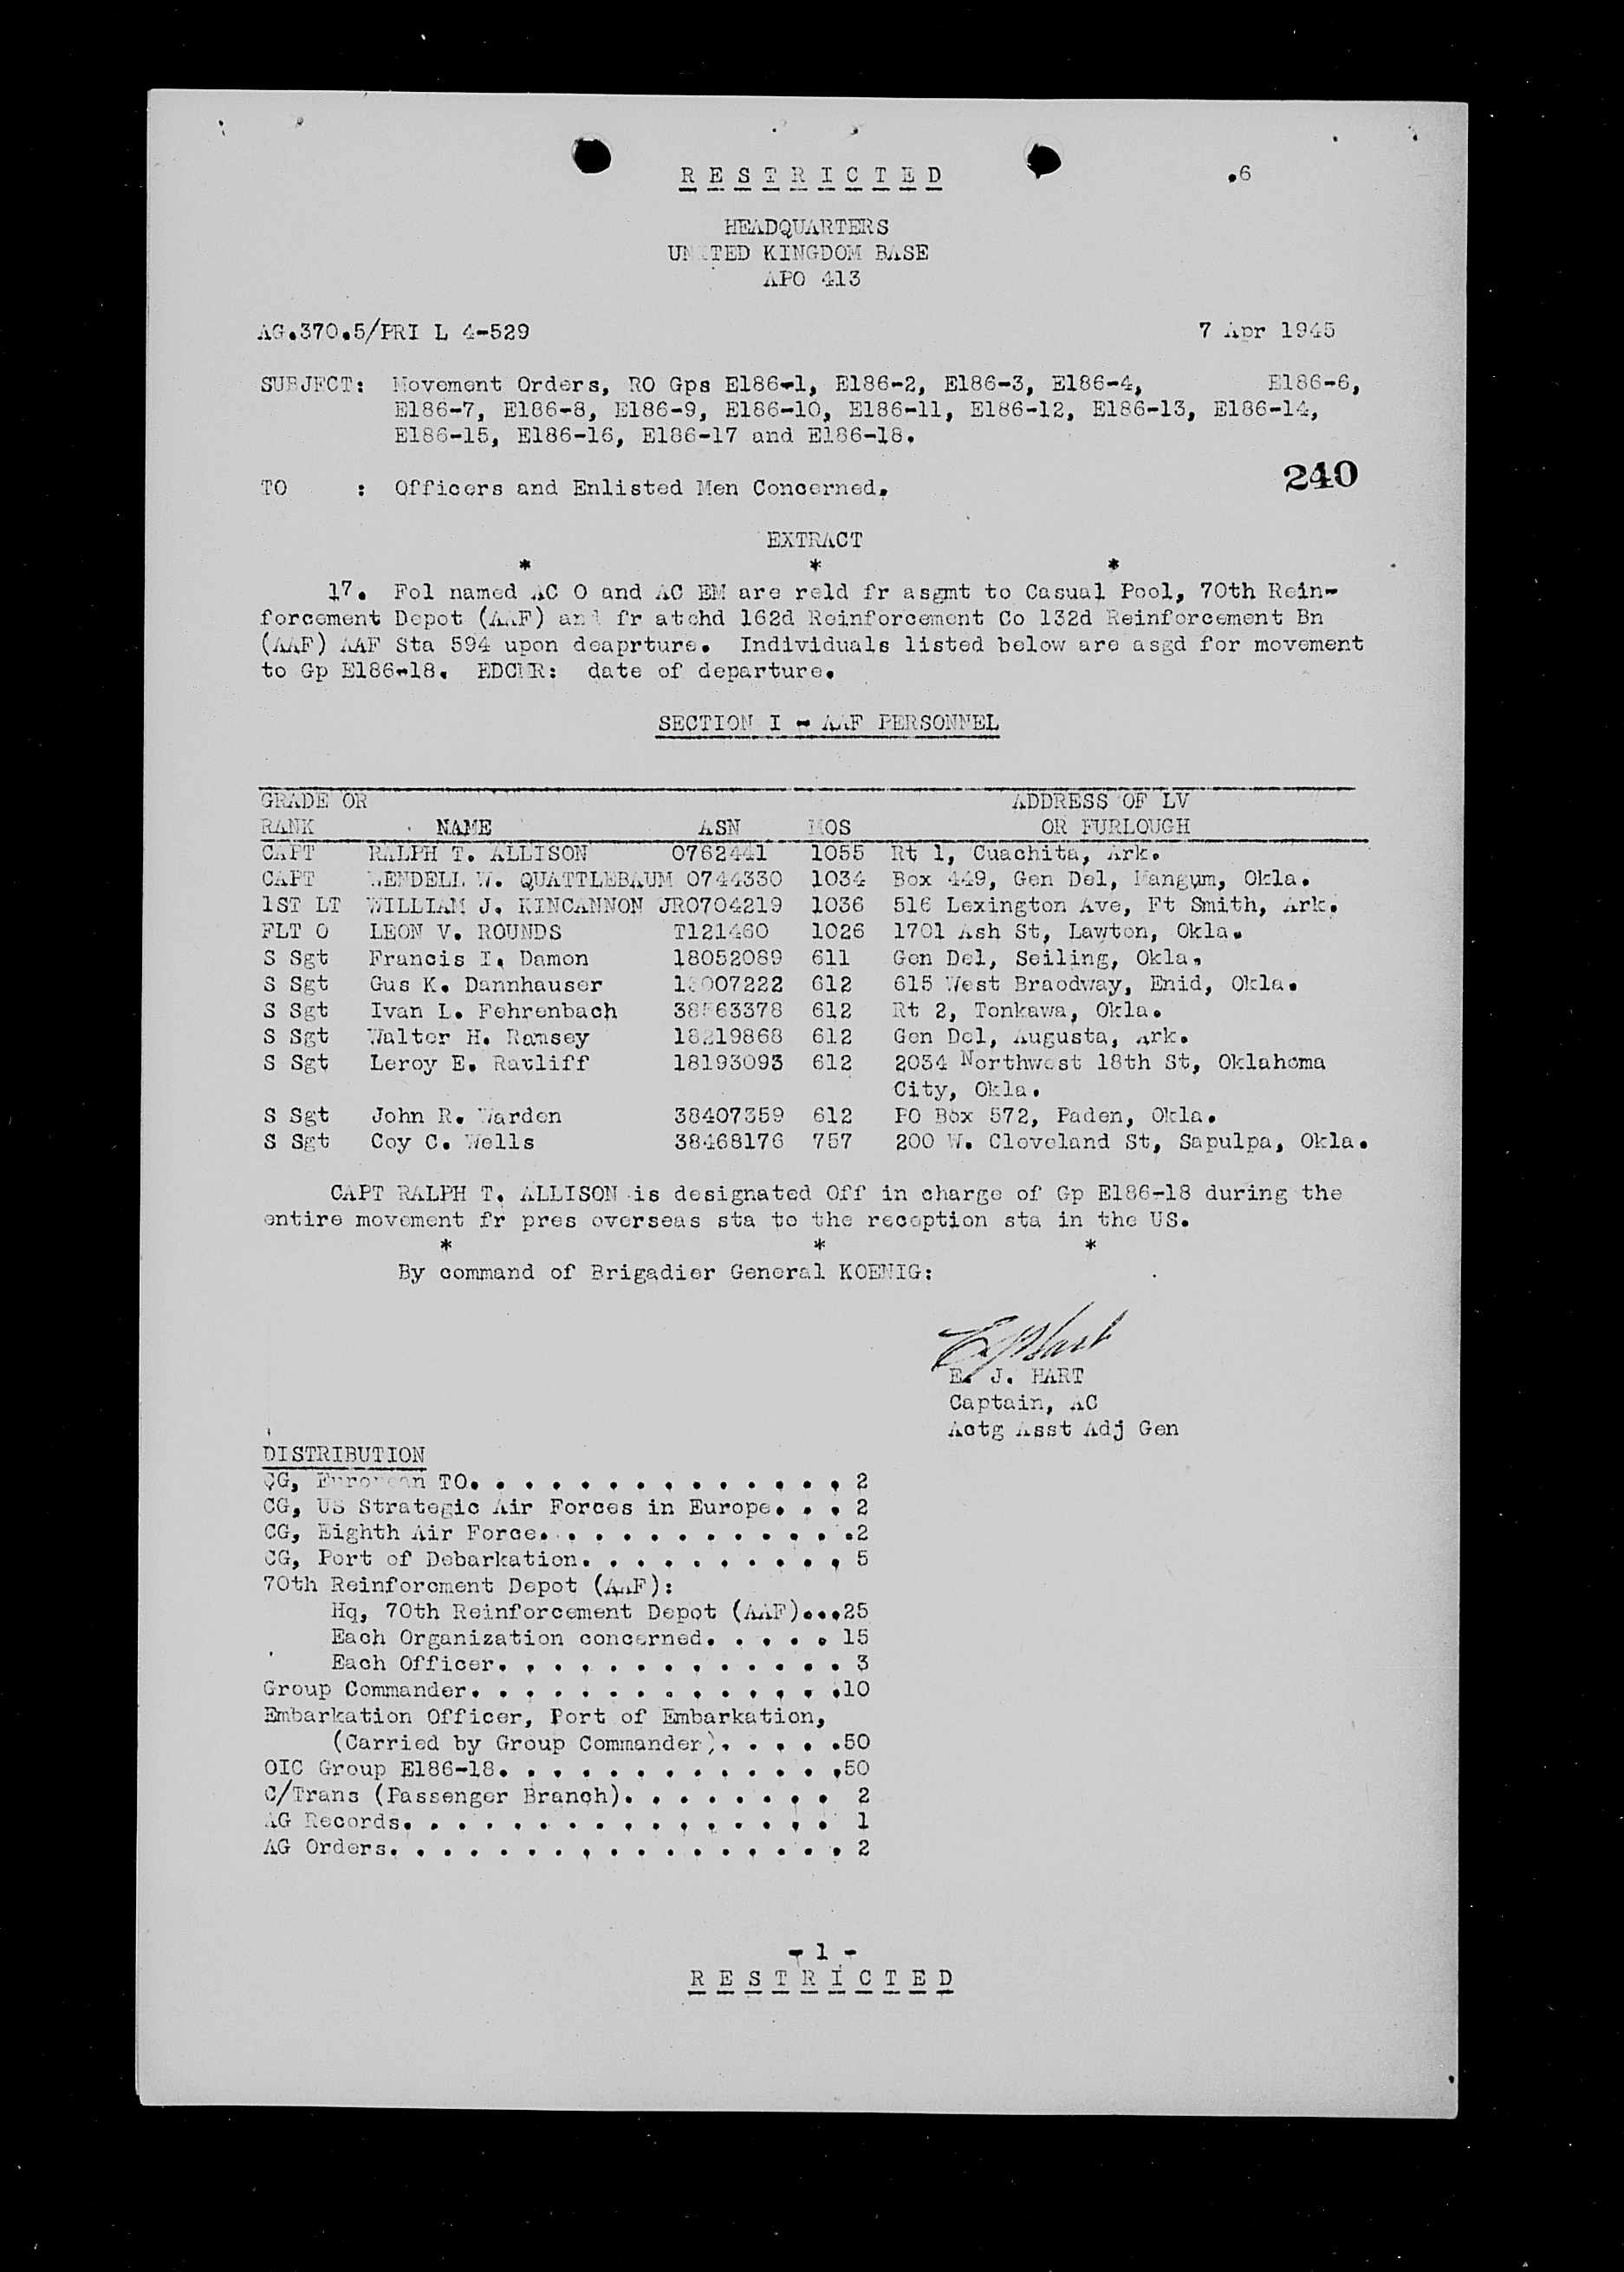 R E S T R I C T E D
.6
HEADQUARTERS
UNITED KINGDOM BASE
APO 413
AG.370.5/PRI L 4-529 7 Apr 1945
SUBJECT: Movement Orders, RO Gps E186-1, E186-2, E186-3, E186-4, E186-6,
E186-7, E186-8, E186-9, E186-10, E186-11, E186-12, E186-13, E186-14,
E186-15, E186-16, E186-17 and E186-18.
240
TO : Officers and Enlisted Men Concerned.
EXTRACT
* * *
17. Fol named AC O and AC EM are reld fr asgmt to Casual Pool, 70th Rein-
forcement Depot (AAF) and fr atchd 162d Reinforcement Co 132d Reinforcement Bn
(AAF) AAF Sta 594 upon deaprture. Individuals listed below are asgd for movement
to Gp E186-18. EDCMR: date of departure.
SECTION I - AAF PERSONNEL
GRADE OR ADDRESS OF LV
RANK NAME ASN MOS OR FURLOUGH
CAPT RALPH T. ALLISON 0762441 1055 Rt 1, Cuachita, Ark.
CAPT WENDELL W. QUATTLEBAUM 0744330 1034 Box 449, Gen Del, Mangum, Okla.
1ST LT WILLIAM J. KINCANNON JR0704219 1036 516 Lexington Ave, Ft Smith, Ark.
FLT O LEON V. ROUNDS T121460 1026 1701 Ash St, Lawton, Okla.
S Sgt Francis I. Damon 18052089 611 Gen Del, Seiling, Okla.
S Sgt Gus K. Dannhauser 612 615 West Braodway, Enid, Okla.
S Sgt Ivan L. Fehrenbach 38563378 612 Rt 2, Tonkawa, Okla.
S Sgt Walter H. Ramsey 18219868 612 Gen Del, Augusta, Ark.
S Sgt Leroy E. Ratliff 18193093 612 2034 Northwest 18th St, Oklahoma
City, Okla.
S Sgt John R. Warden 38407359 612 PO Box 572, Paden, Okla.
S Sgt Coy C. Wells 38468176 757 200 W. Cleveland St, Sapulpa, Okla.
CAPT RALPH T. ALLISON is designated Off in charge of Gp E186-18 during the
entire movement fr pres overseas sta to the reception sta in the US.
* * *
By command of Brigadier General KOENIG:
E J Hart
E. J. HART
Captain, AC
Actg Asst Adj Gen
DISTRIBUTION
CG, European TO. . . . . . . . . . . . . . 2
CG, US Strategic Air Forces in Europe. . . 2
CG, Eighth Air Force. . . . . . . . . . . .2
CG, Port of Debarkation. . . . . . . . . . 5
70th Reinforcment Depot (AAF):
Hq, 70th Reinforcement Depot (AAF)...25
Each Organization concerned. . . . . 15
Each Officer. . . . . . . . . . . . . 3
Group Commander. . . . . . . . . . . . . .10
Embarkation Officer, Port of Embarkation,
(Carried by Group Commander). . . . .50
OIC Group E186-18. . . . . . . . . . . . .50
C/Trans (Passenger Branch). . . . . . . . 2
AG Records. . . . . . . . . . . . . . . . 1
AG Orders. . . . . . . . . . . . . . . . . 2
- 1 -
R E S T R I C T E D